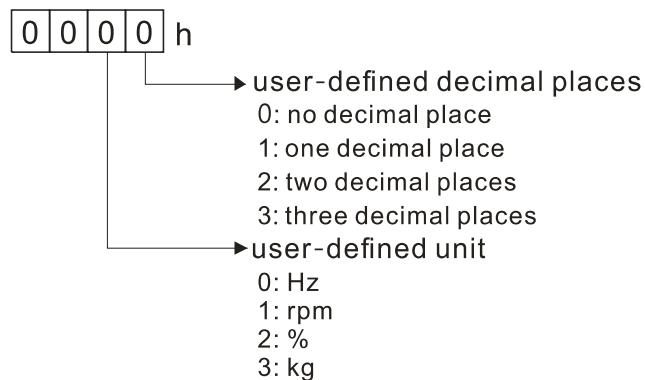 0 0 0 0 h
user-defined decimal places
0: no decimal place
1: one decimal place
2: two decimal places
3: three decimal places
user-defined unit
0: Hz
1: rpm
2: %
3: kg